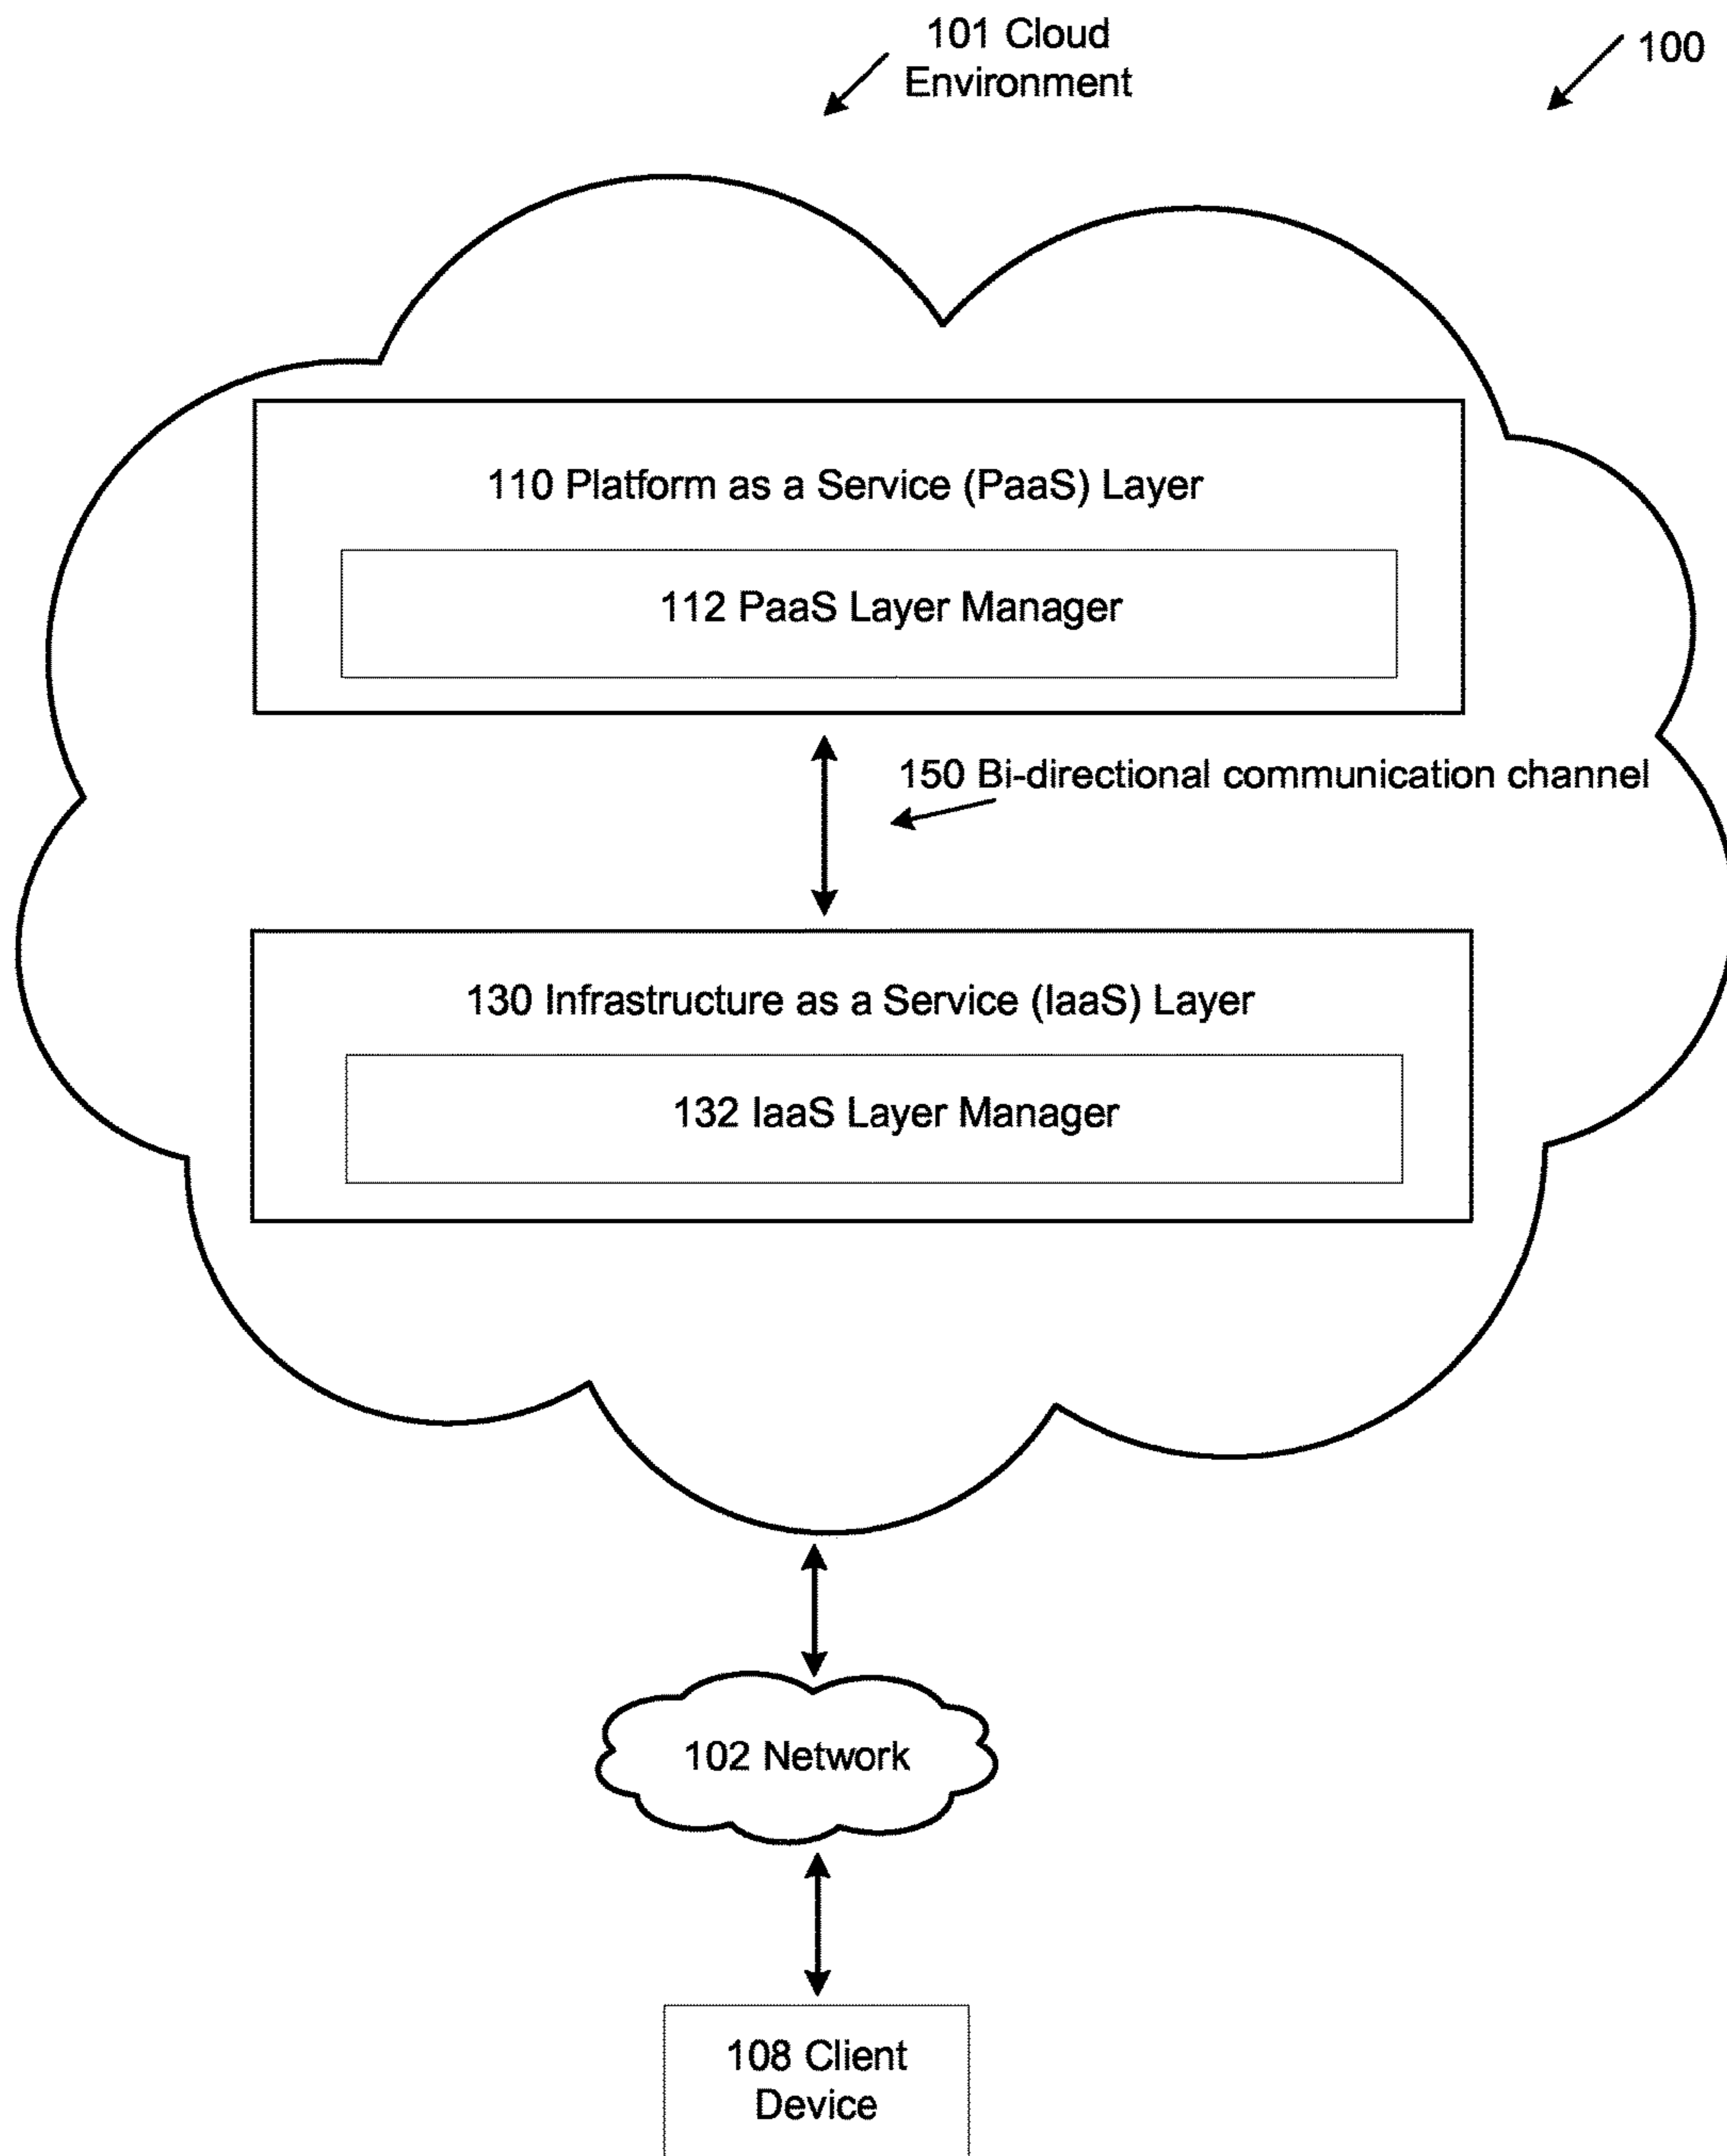 101 Cloud
Environment
100
110 Platform as a Service (PaaS) Layer
112 PaaS Layer Manager
150 Bi-directional communication channel
130 Infrastructure as a Service (IaaS) Layer
132 IaaS Layer Manager
102 Network
108 Client
Device